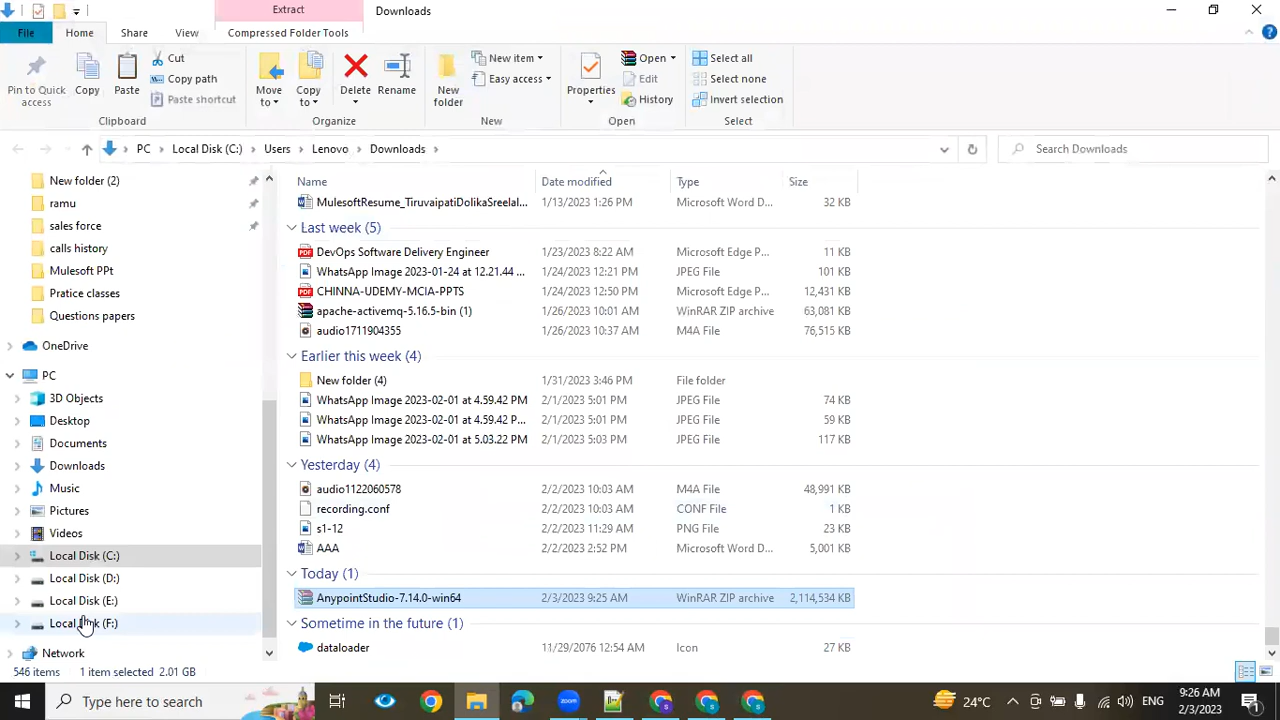 Extract Downloads
File Home Share View Compressed Folder Tools
Pin to Quick access
Copy
Paste
Cut
Copy path
Paste shortcut
Clipboard
Move to
Copy to
Delete
Rename
Organize
New folder
New item
Easy access
New
Properties
Open
Edit
History
Open
Select all
Select none
Invert selection
Select
PC Local Disk (C:) Users Lenovo Downloads
Search Downloads
New folder (2)
ramu
sales force
calls history
Mulesoft PPt
Pratice classes
Questions papers
OneDrive
PC
3D Objects
Desktop
Documents
Downloads
Music
Pictures
Videos
Local Disk (C:)
Local Disk (D:)
Local Disk (E:)
(F:)
Network
Name Date modified Type Size
MulesoftResume_TiruvaipatiDolikaSreelal... 1/13/2023 1:26 PM Microsoft Word D... 32 KB
Last week (5)
DevOps Software Delivery Engineer 1/23/2023 8:22 AM Microsoft Edge P... 11 KB
WhatsApp Image 2023-01-24 at 12.21.44 ... 1/24/2023 12:21 PM JPEG File 101 KB
CHINNA-UDEMY-MCIA-PPTS 1/24/2023 12:50 PM Microsoft Edge P... 12,431 KB
apache-activemq-5.16.5-bin (1) 1/26/2023 10:01 AM WinRAR ZIP archive 63,081 KB
audio1711904355 1/26/2023 10:37 AM M4A File 76,515 KB
Earlier this week (4)
New folder (4) 1/31/2023 3:46 PM File folder
WhatsApp Image 2023-02-01 at 4.59.42 PM 2/1/2023 5:01 PM JPEG File 74 KB
WhatsApp Image 2023-02-01 at 4.59.42 P... 2/1/2023 5:01 PM JPEG File 59 KB
WhatsApp Image 2023-02-01 at 5.03.22 PM 2/1/2023 5:03 PM JPEG File 117 KB
Yesterday (4)
audio1122060578 2/2/2023 10:03 AM M4A File 48,991 KB
recording.conf 2/2/2023 10:03 AM CONF File 1 KB
s1-12 2/2/2023 11:29 AM PNG File 23 KB
AAA 2/2/2023 2:52 PM Microsoft Word D... 5,001 KB
Today (1)
AnypointStudio-7.14.0-win64 2/3/2023 9:25 AM WinRAR ZIP archive 2,114,534 KB
Sometime in the future (1)
dataloader 11/29/2076 12:54 AM Icon 27 KB
546 items 1 item selected 2.01 GB
Type here to search 24°C ENG 9:26 AM
2/3/2023